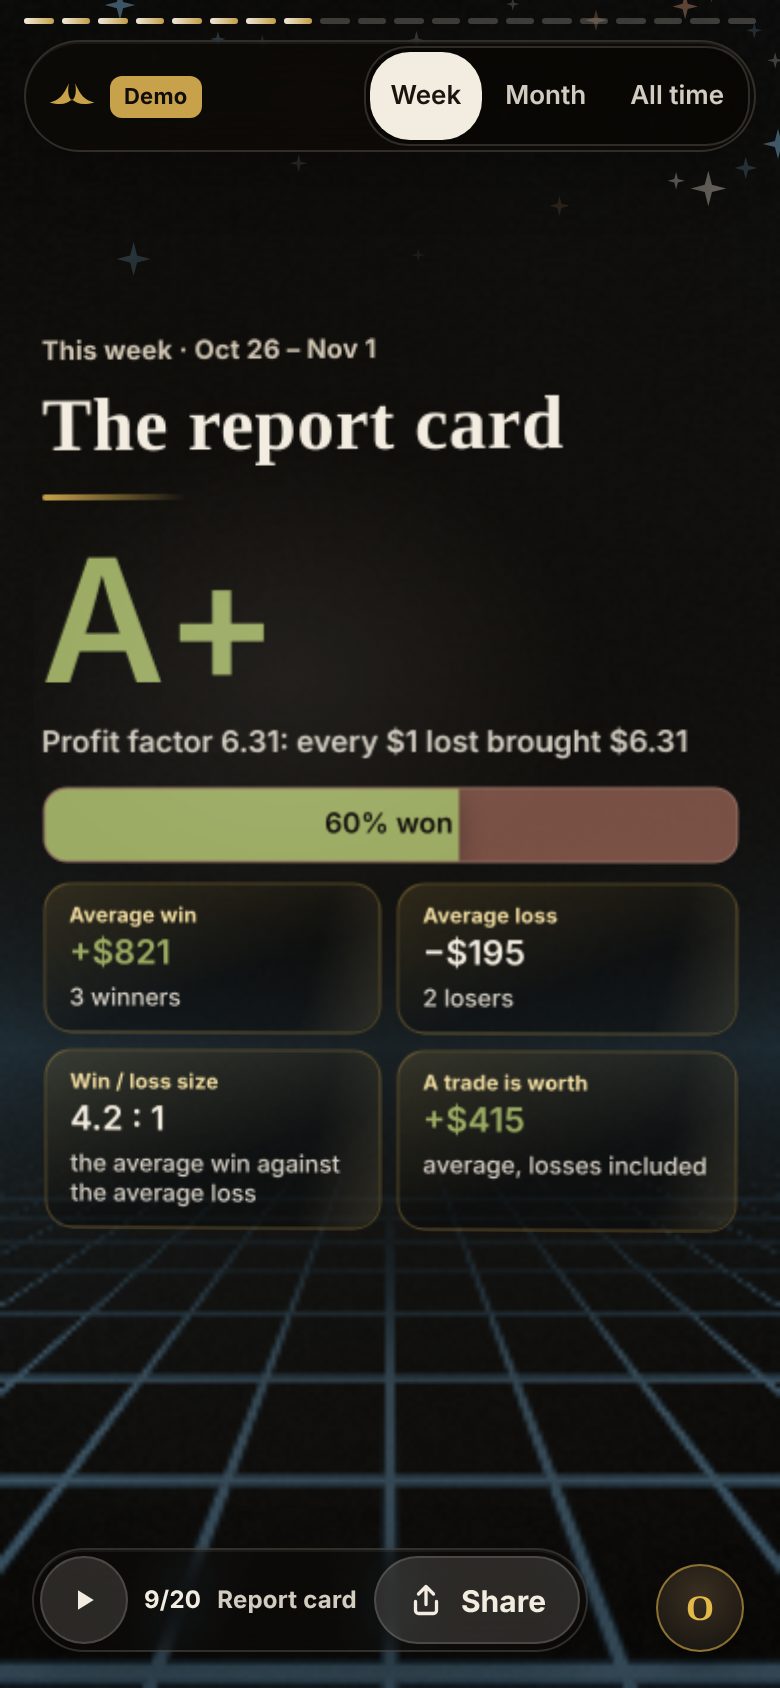 Demo
Week
Month
All time
This week · Oct 26 – Nov 1
The report card
A+
Profit factor 6.31: every $1 lost brought $6.31
60% won
Average win
+$821
3 winners
Average loss
−$195
2 losers
Win / loss size
4.2 : 1
the average win against
the average loss
A trade is worth
+$415
average, losses included
9/20 Report card
Share
O